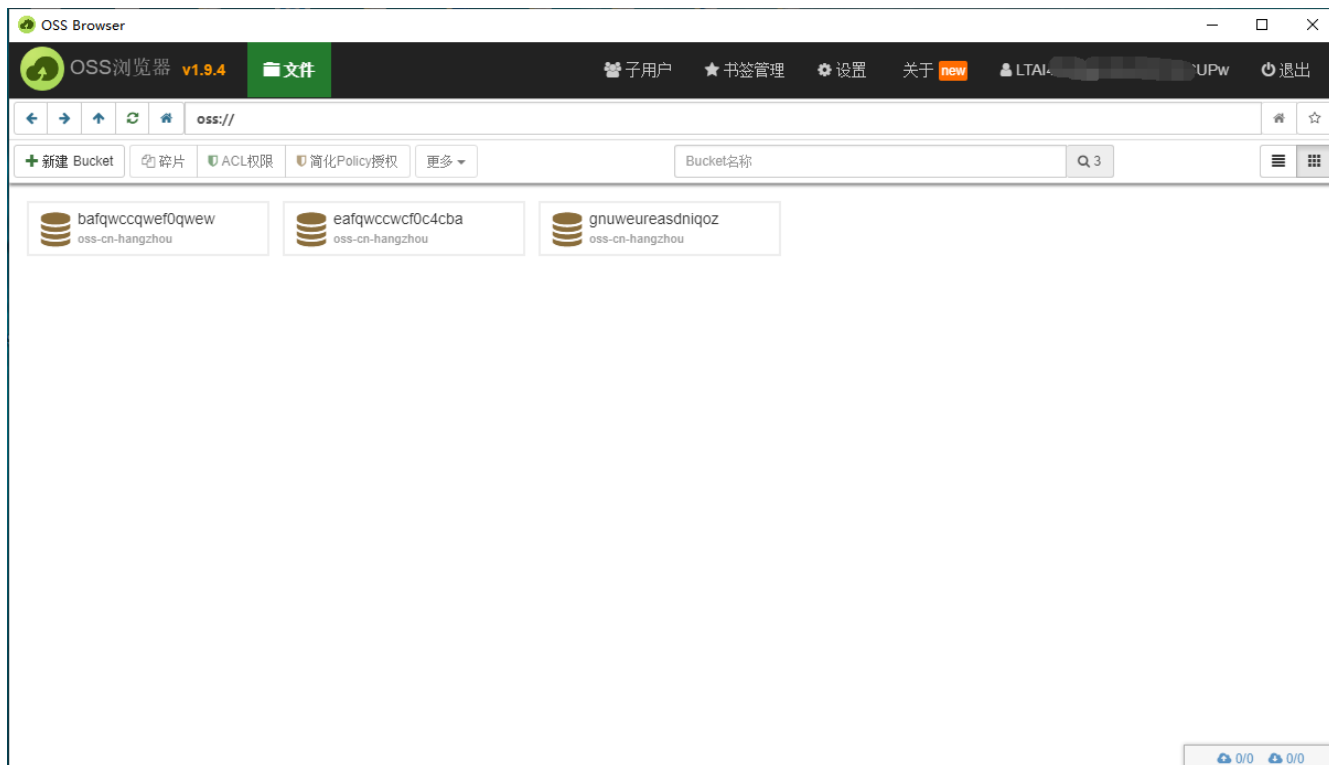 OSS Browser
OSS浏览器 v1.9.4 文件 子用户 书签管理 设置 关于 new LTAI UPw 退出
oss://
新建 Bucket 碎片 ACL权限 简化Policy授权 更多 Bucket名称 3
bafqwccqwef0qwew eafqwccwcf0c4cba gnuweureasdniqoz
oss-cn-hangzhou oss-cn-hangzhou oss-cn-hangzhou
0/0 0/0